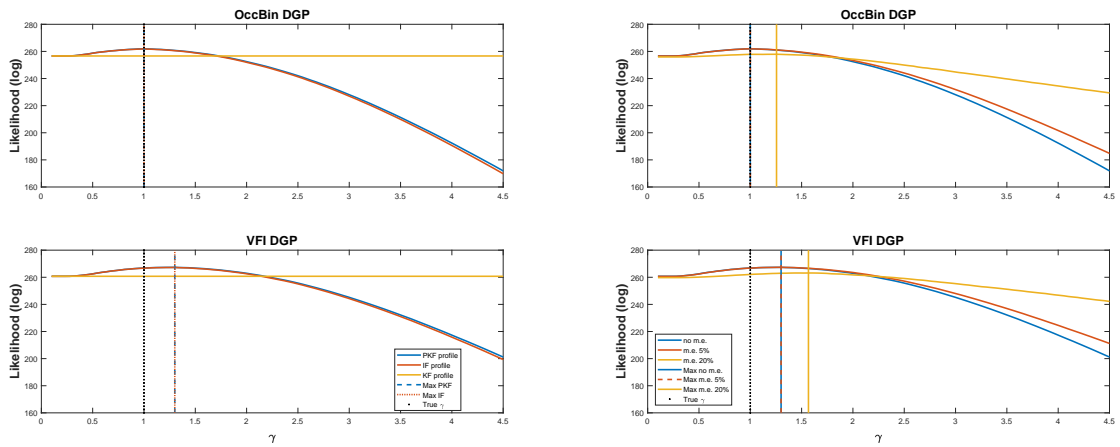 OccBin DGP
Likelihood (log)
280
260
240
220
200
180
160
0 0.5 1 1.5 2 2.5 3 3.5 4 4.5
OccBin DGP
Likelihood (log)
280
260
240
220
200
180
160
0 0.5 1 1.5 2 2.5 3 3.5 4 4.5
VFI DGP
Likelihood (log)
280
260
240
220
200
180
160
0 0.5 1 1.5 2 2.5 3 3.5 4 4.5
γ
PKF profile
IF profile
KF profile
Max PKF
Max IF
True γ
VFI DGP
Likelihood (log)
280
260
240
220
200
180
160
0 0.5 1 1.5 2 2.5 3 3.5 4 4.5
γ
no m.e.
m.e. 5%
m.e. 20%
Max no m.e.
Max m.e. 5%
Max m.e. 20%
True γ